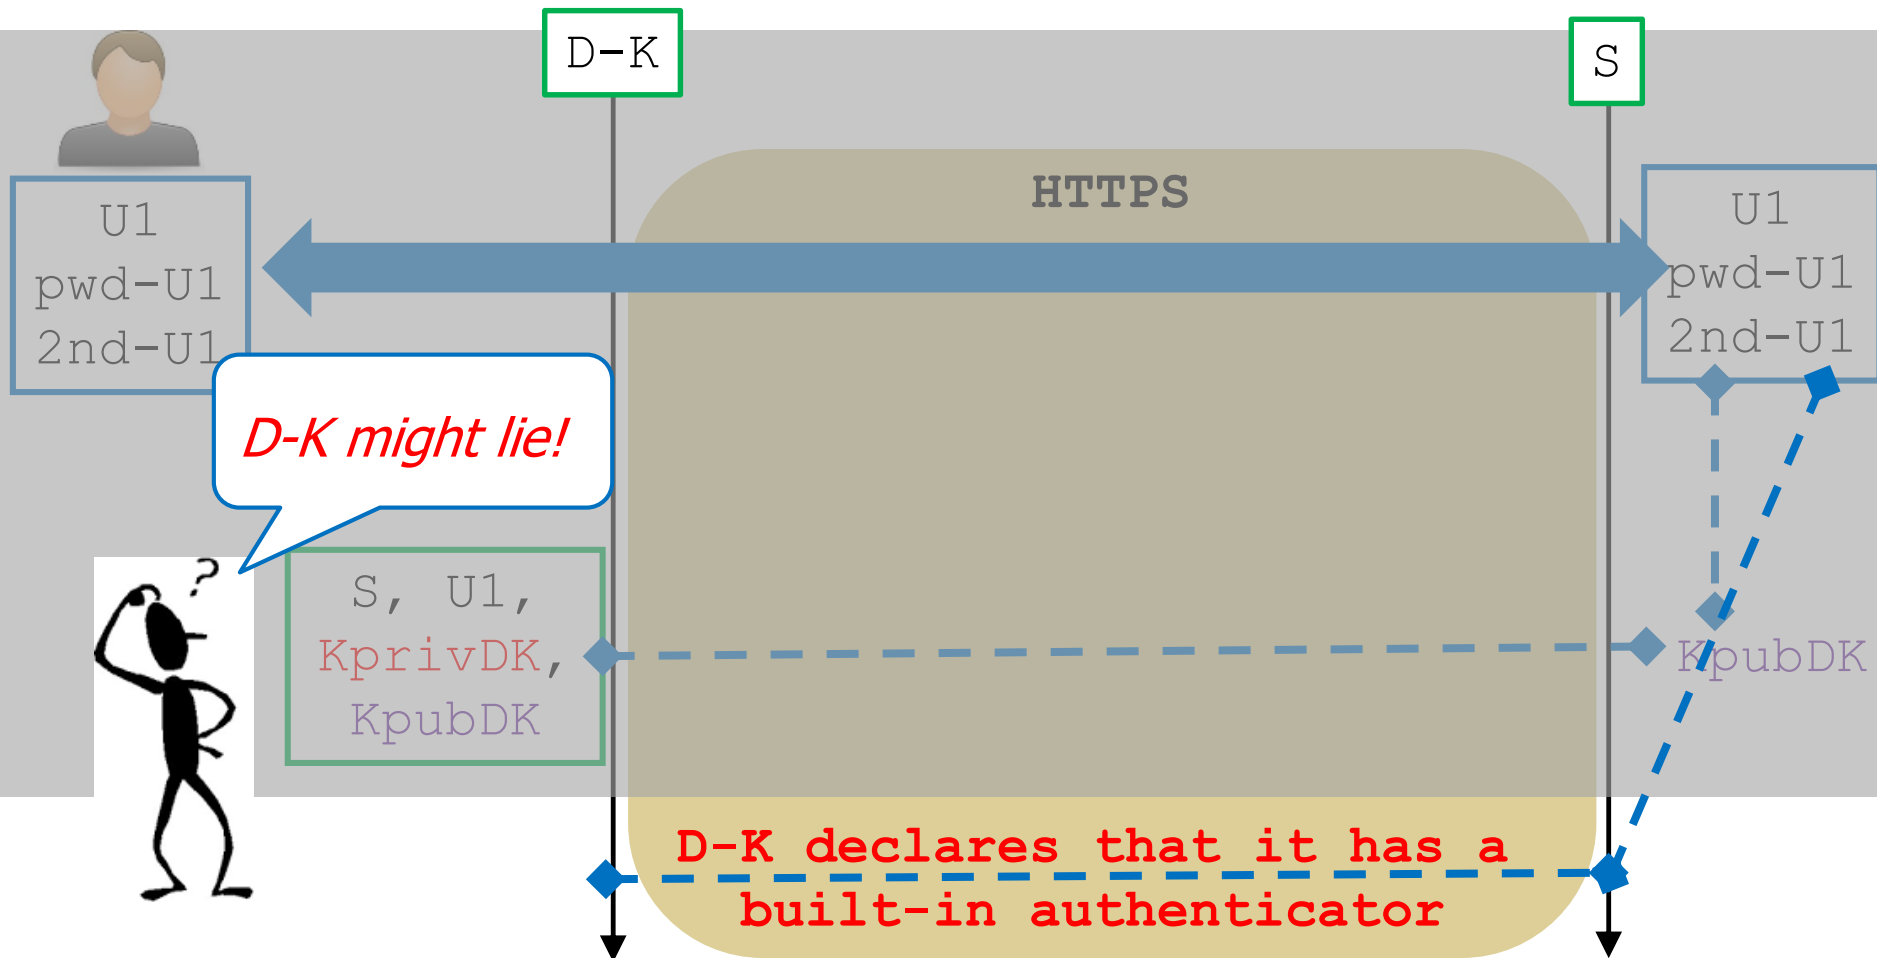 D-K
S
HTTPS
U1
pwd-U1
2nd-U1
U1
pwd-U1
2nd-U1
D-K might lie!
?
S, U1,
KprivDK,
KpubDK
KpubDK
D-K declares that it has a
built-in authenticator